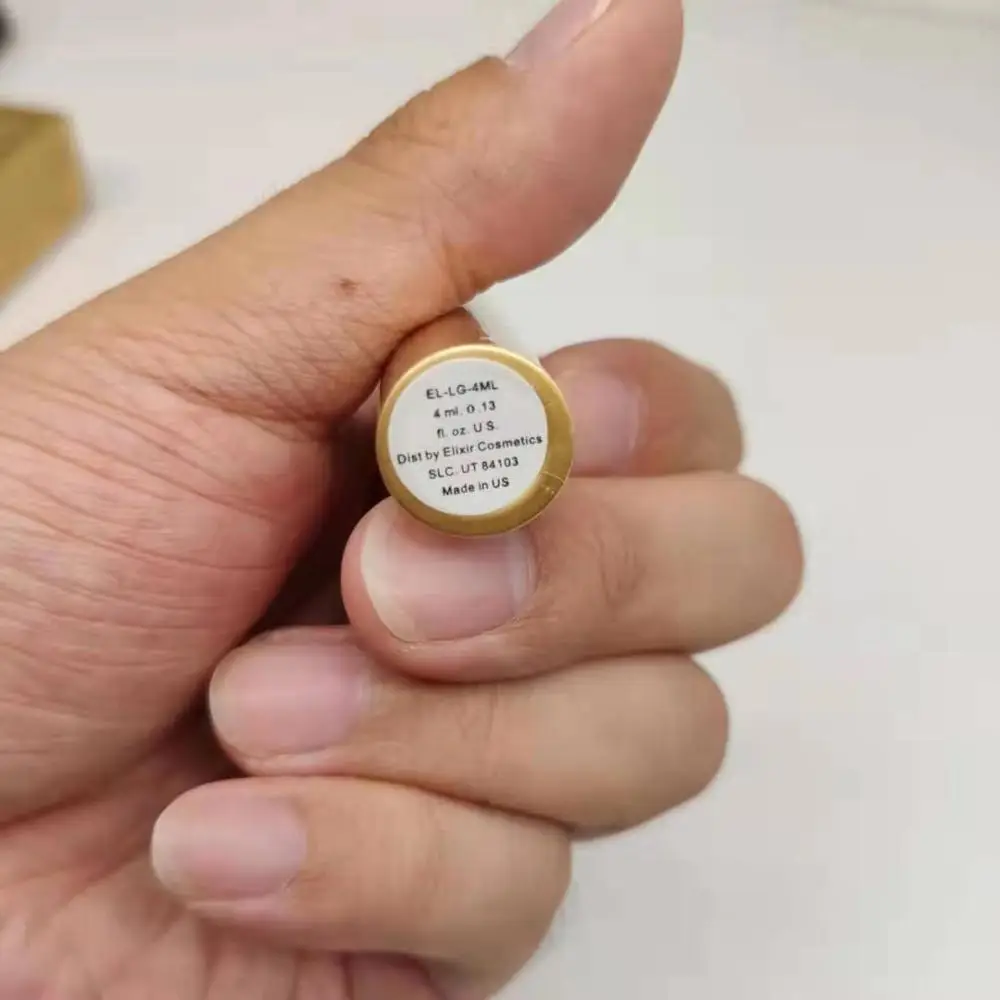 EL-LG-4ML
4 ml. 0.13
fl. oz. U S.
Dist by Elixir Cosmetics
SLC. UT 84103
Made in US